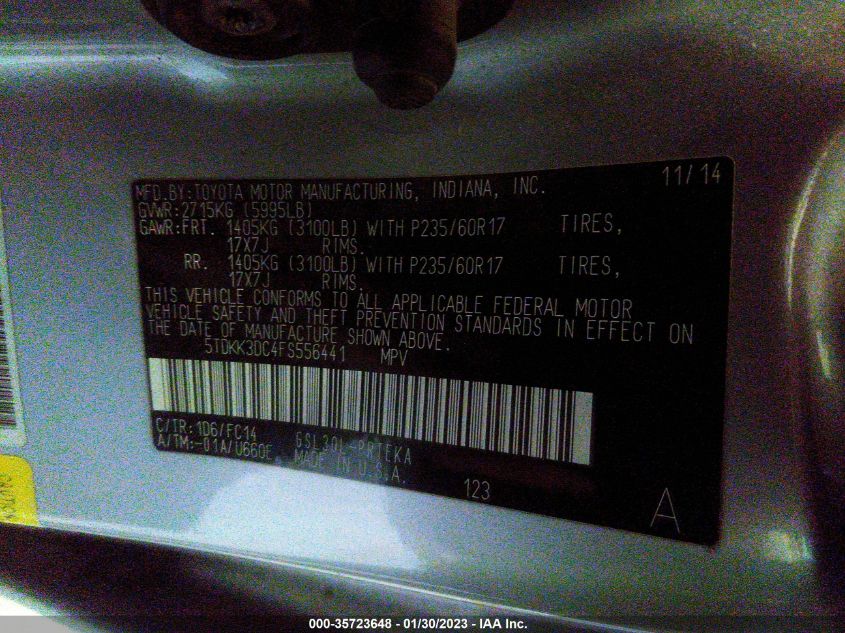 11/14
MFD.BY:TOYOTA MOTOR MANUFACTURING, INDIANA, INC.
GVWR:2715KG (5995LB)
GAWR:FRT. 1405KG (3100LB) WITH P235/60R17 TIRES,
17X7J RIMS.
RR. 1405KG (3100LB) WITH P235/60R17 TIRES,
17X7J RIMS.
THIS VEHICLE CONFORMS TO ALL APPLICABLE FEDERAL MOTOR
VEHICLE SAFETY AND THEFT PREVENTION STANDARDS IN EFFECT ON
THE DATE OF MANUFACTURE SHOWN ABOVE.
5TDKK3DC4FS556441 MPV
C/TR:1D6/FC14
A/TM:-01A/U660E
GSL30L-PRTEKA
MADE IN U.S.A.
123
A
000-35723648 - 01/30/2023 - IAA Inc.